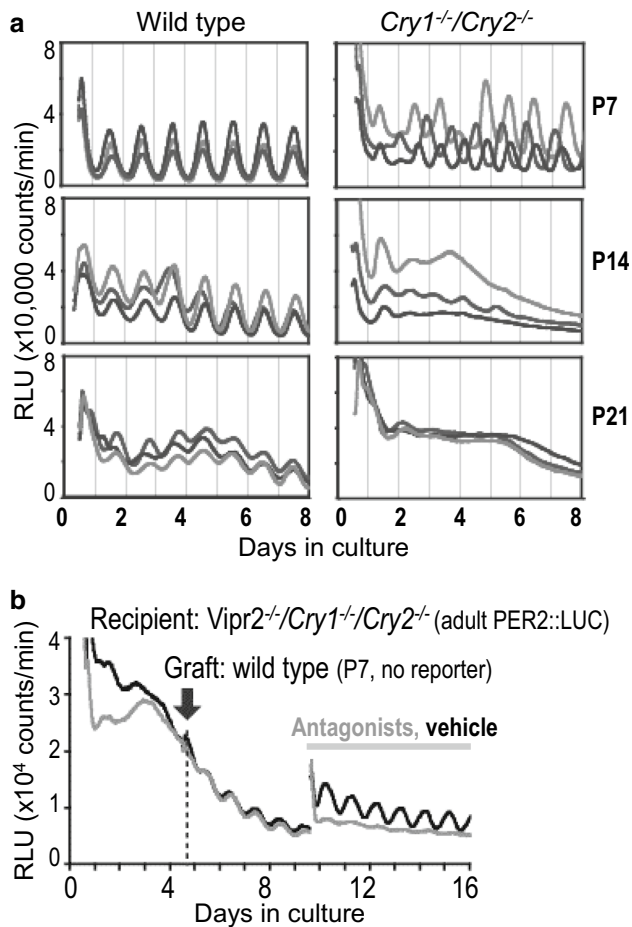 a
Wild type
Cry1-/-/Cry2-/-
RLU (x10,000 counts/min)
8
4
0
P7
8
4
0
P14
8
4
0
P21
0 2 4 6 8
0 2 4 6 8
Days in culture
Days in culture
b
Recipient: Vipr2-/-/Cry1-/-/Cry2-/- (adult PER2::LUC)
Graft: wild type (P7, no reporter)
Antagonists, vehicle
RLU (x10⁴ counts/min)
4
3
2
1
0
0 4 8 12 16
Days in culture